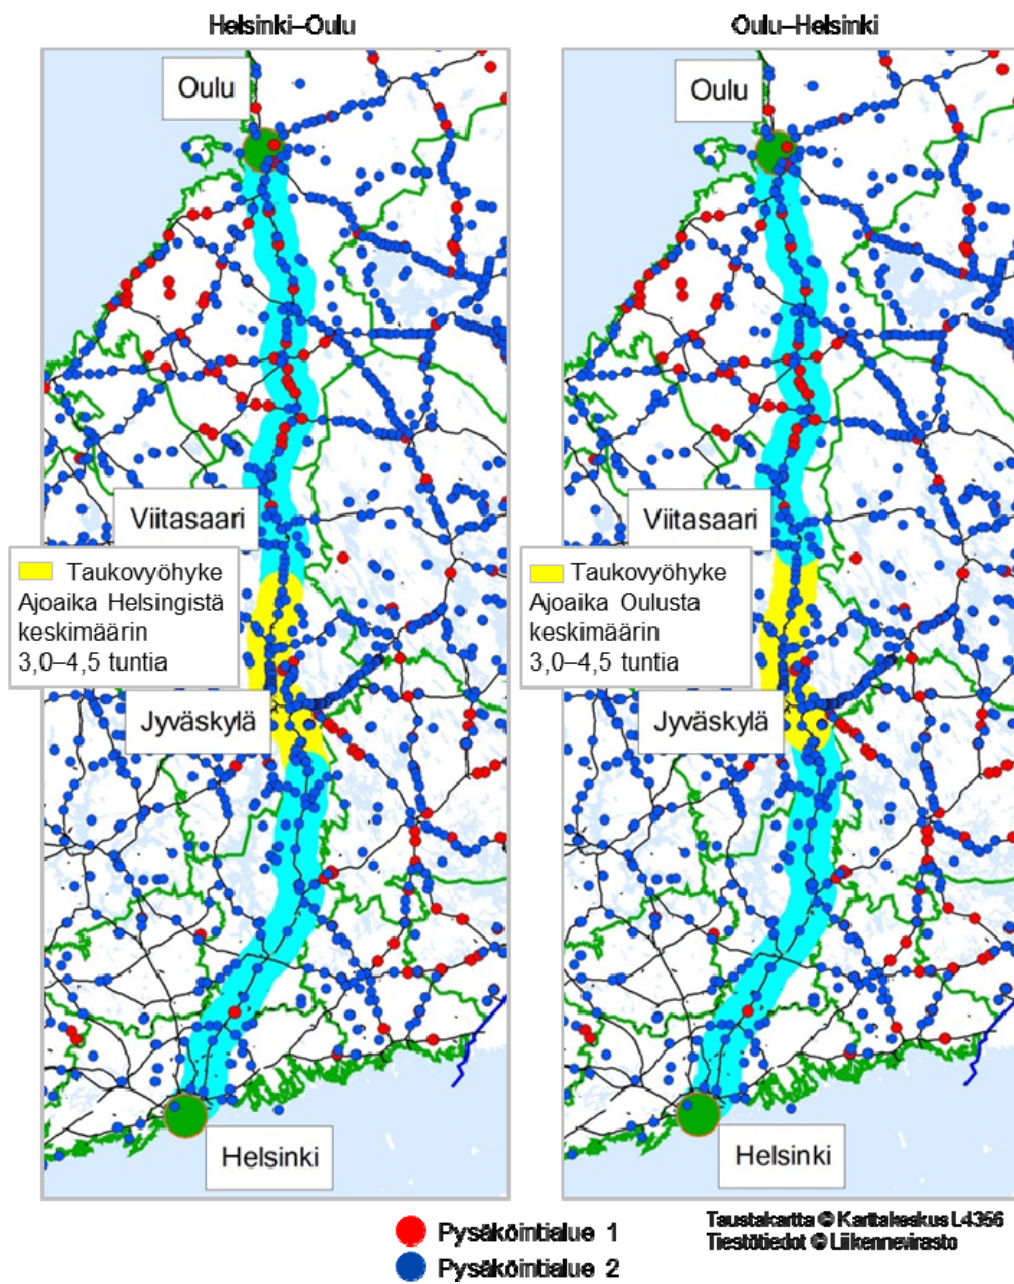 Helsinki–Oulu
Oulu
Viitasaari
Taukovyöhyke
Ajoaika Helsingistä
keskimäärin
3,0–4,5 tuntia
Jyväskylä
Helsinki
Oulu–Helsinki
Oulu
Viitasaari
Taukovyöhyke
Ajoaika Oulusta
keskimäärin
3,0–4,5 tuntia
Jyväskylä
Helsinki
Pysäköintialue 1
Pysäköintialue 2
Taustakartta © Karttakeskus L4356
Tiestötiedot © Liikennevirasto